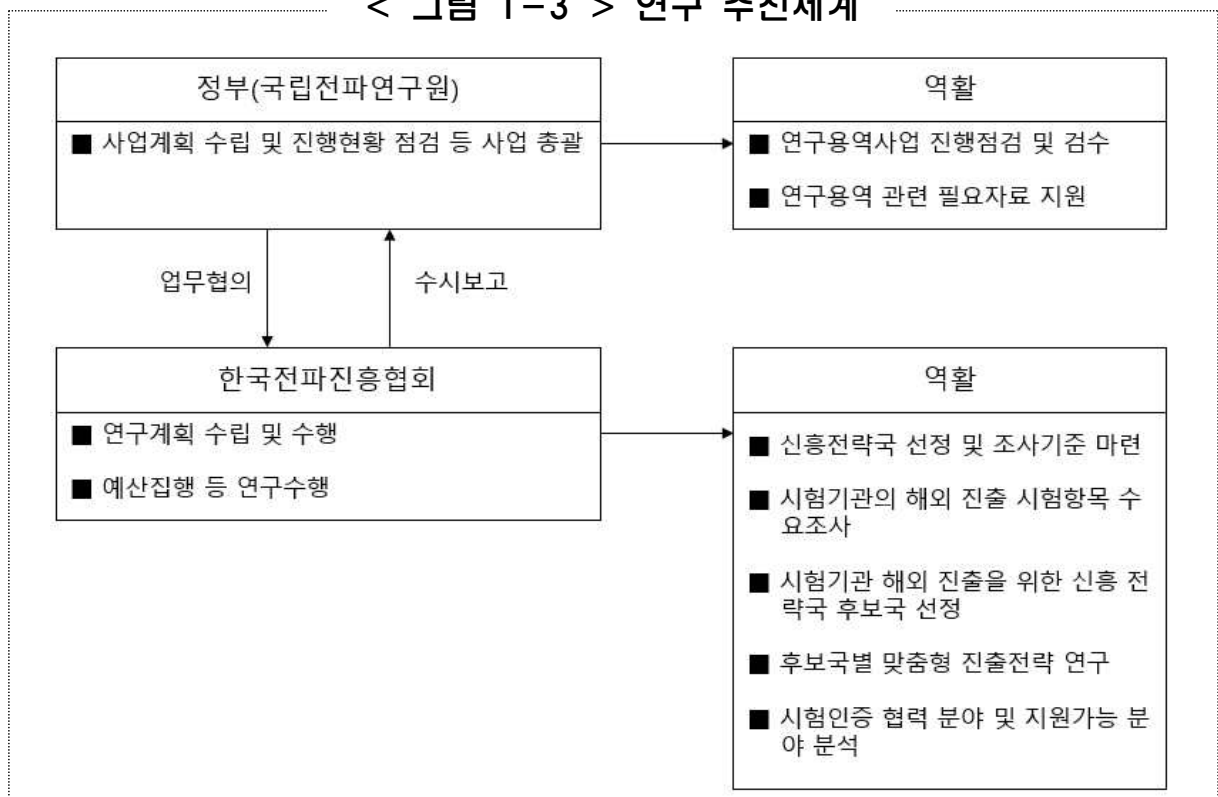 < 그림 1-3 > 연구 추진체계
정부(국립전파연구원)
■ 사업계획 수립 및 진행현황 점검 등 사업 총괄
역활
■ 연구용역사업 진행점검 및 검수
■ 연구용역 관련 필요자료 지원
업무협의
수시보고
한국전파진흥협회
■ 연구계획 수립 및 수행
■ 예산집행 등 연구수행
역활
■ 신흥전략국 선정 및 조사기준 마련
■ 시험기관의 해외 진출 시험항목 수
요조사
■ 시험기관 해외 진출을 위한 신흥 전
략국 후보국 선정
■ 후보국별 맞춤형 진출전략 연구
■ 시험인증 협력 분야 및 지원가능 분
야 분석